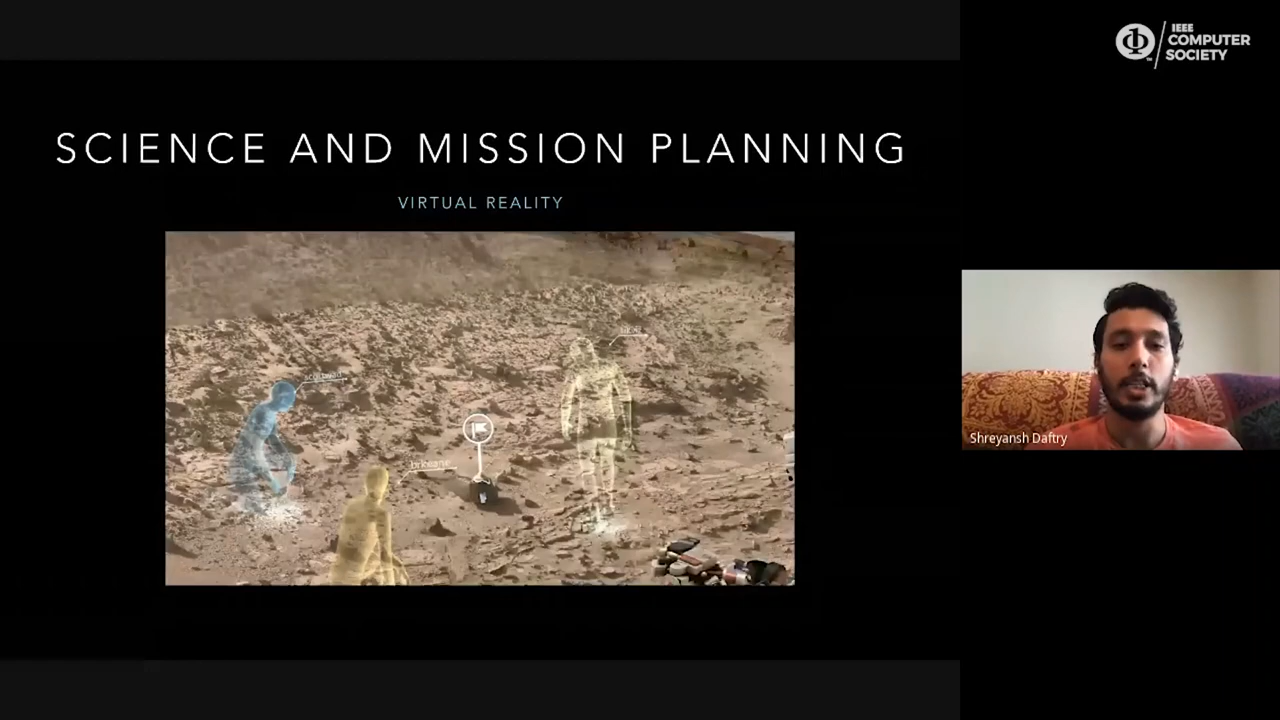 IEEE
COMPUTER
SOCIETY
SCIENCE AND MISSION PLANNING
VIRTUAL REALITY
Shreyansh Daftry